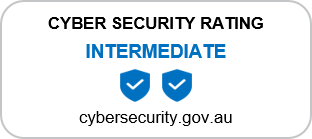 CYBER SECURITY RATING
INTERMEDIATE
cybersecurity.gov.au